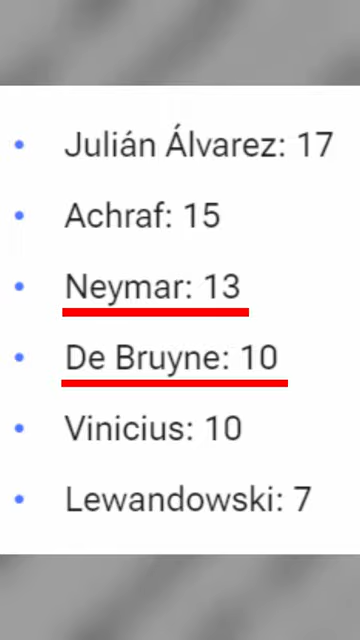 Julián Álvarez: 17
Achraf: 15
Neymar: 13
De Bruyne: 10
Vinicius: 10
Lewandowski: 7